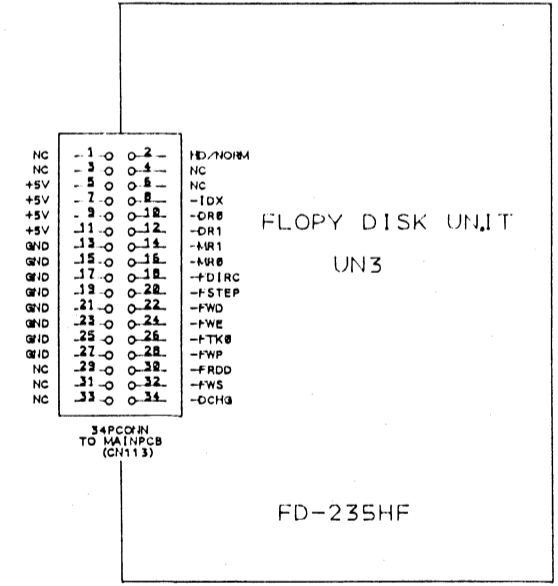 NC 1 2 HD/NORM
NC 3 4 NC
+5V 5 6 NC
+5V 7 8 -IDX
+5V 9 10 -DR0
+5V 11 12 -DR1
GND 13 14 -MR1
GND 15 16 -MR0
GND 17 18 -FDIRC
GND 19 20 -FSTEP
GND 21 22 -FWD
GND 23 24 -FWE
GND 25 26 -FTK0
GND 27 28 -FWP
NC 29 30 -FRDD
NC 31 32 -FWS
NC 33 34 -DCHG
34PCONN
TO MAINPCB
(CN113)
FLOPY DISK UNIT
UN3
FD-235HF